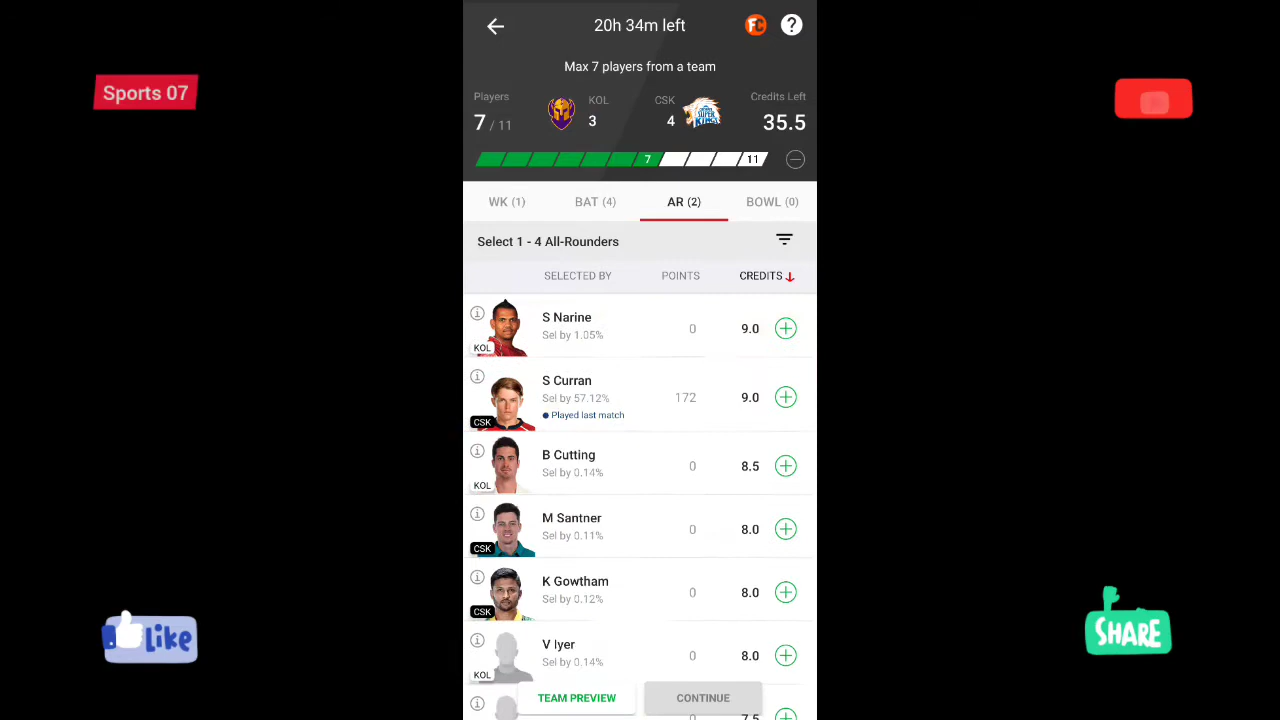 20h 34m left
FC
?
Max 7 players from a team
Players
KOL
CSK
Credits Left
7 / 11
3
4
35.5
7
11
WK (1)
BAT (4)
AR (2)
BOWL (0)
Select 1 - 4 All-Rounders
SELECTED BY
POINTS
CREDITS
S Narine
Sel by 1.05%
0
9.0
KOL
S Curran
Sel by 57.12%
Played last match
172
9.0
CSK
B Cutting
Sel by 0.14%
0
8.5
KOL
M Santner
Sel by 0.11%
0
8.0
CSK
K Gowtham
Sel by 0.12%
0
8.0
CSK
V Iyer
Sel by 0.14%
0
8.0
KOL
TEAM PREVIEW
CONTINUE
0
7.5
Sports 07
Like
SHARE